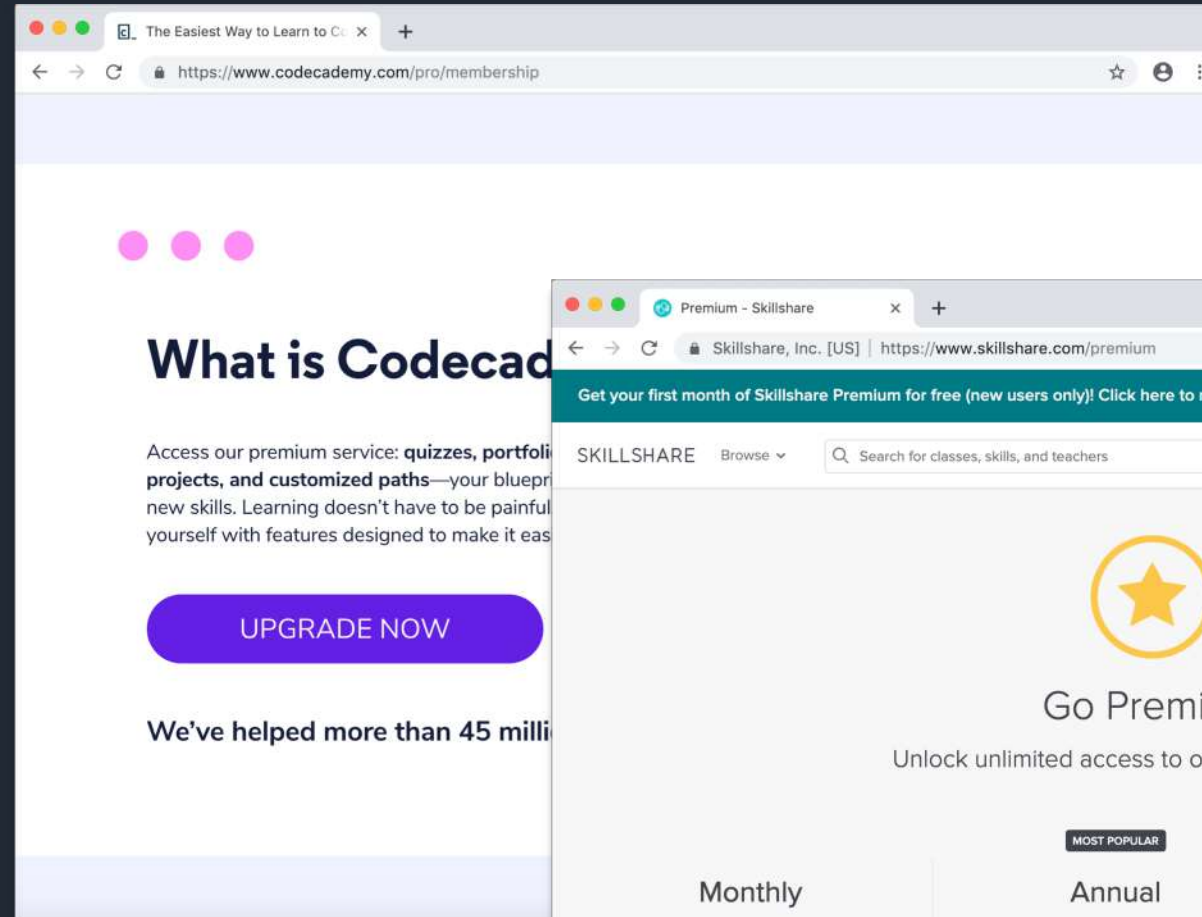 The Easiest Way to Learn to Co
https://www.codecademy.com/pro/membership
What is Codecad
Access our premium service: quizzes, portfoli
projects, and customized paths—your bluepri
new skills. Learning doesn't have to be painful
yourself with features designed to make it eas
UPGRADE NOW
We've helped more than 45 milli
Premium - Skillshare
Skillshare, Inc. [US] | https://www.skillshare.com/premium
Get your first month of Skillshare Premium for free (new users only)! Click here to
SKILLSHARE Browse
Search for classes, skills, and teachers
Go Premi
Unlock unlimited access to o
MOST POPULAR
Monthly
Annual